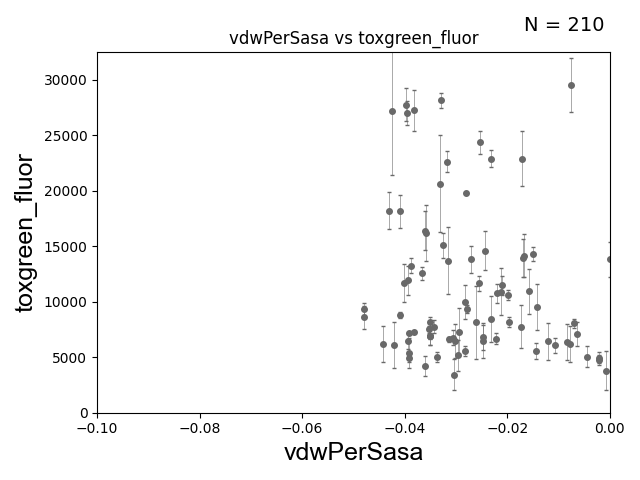 N = 210
vdwPerSasa vs toxgreen_fluor
30000
25000
20000
15000
10000
5000
0
toxgreen_fluor
−0.10 −0.08 −0.06 −0.04 −0.02 0.00
vdwPerSasa